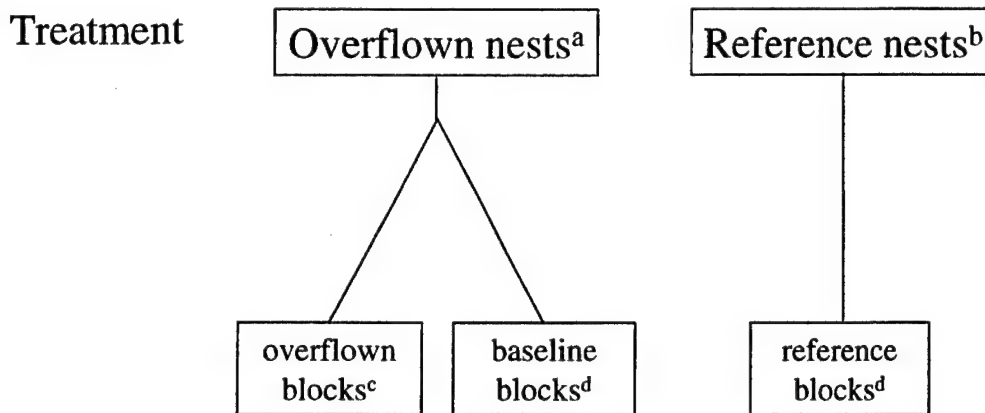 Treatment
Overflown nestsᵃ
Reference nestsᵇ
overflown
blocksᶜ
baseline
blocksᵈ
reference
blocksᵈ